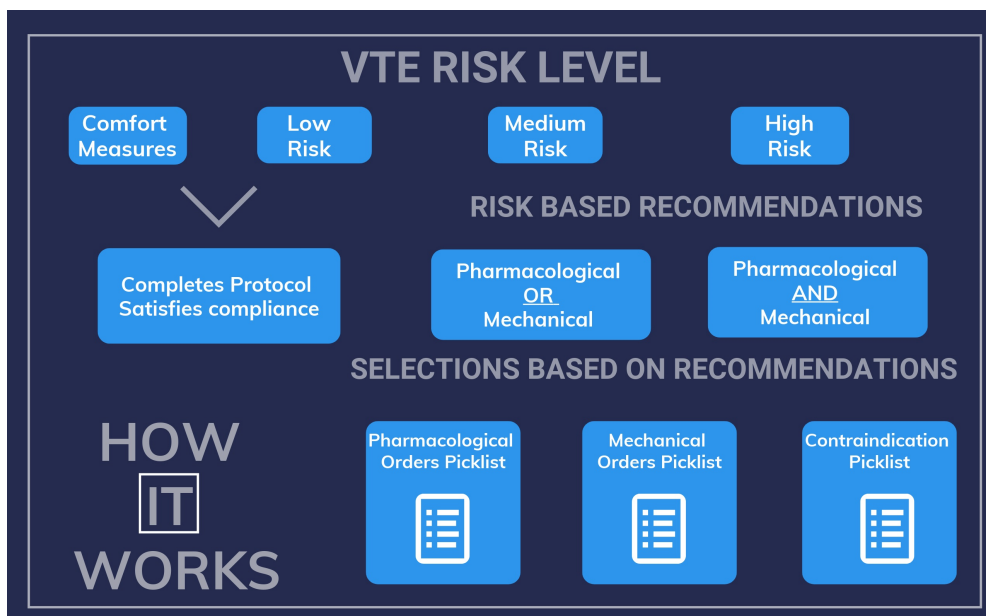 VTE RISK LEVEL
Comfort
Measures
Low
Risk
Medium
Risk
High
Risk
RISK BASED RECOMMENDATIONS
Completes Protocol
Satisfies compliance
Pharmacological
OR
Mechanical
Pharmacological
AND
Mechanical
SELECTIONS BASED ON RECOMMENDATIONS
HOW
IT
WORKS
Pharmacological
Orders Picklist
Mechanical
Orders Picklist
Contraindication
Picklist